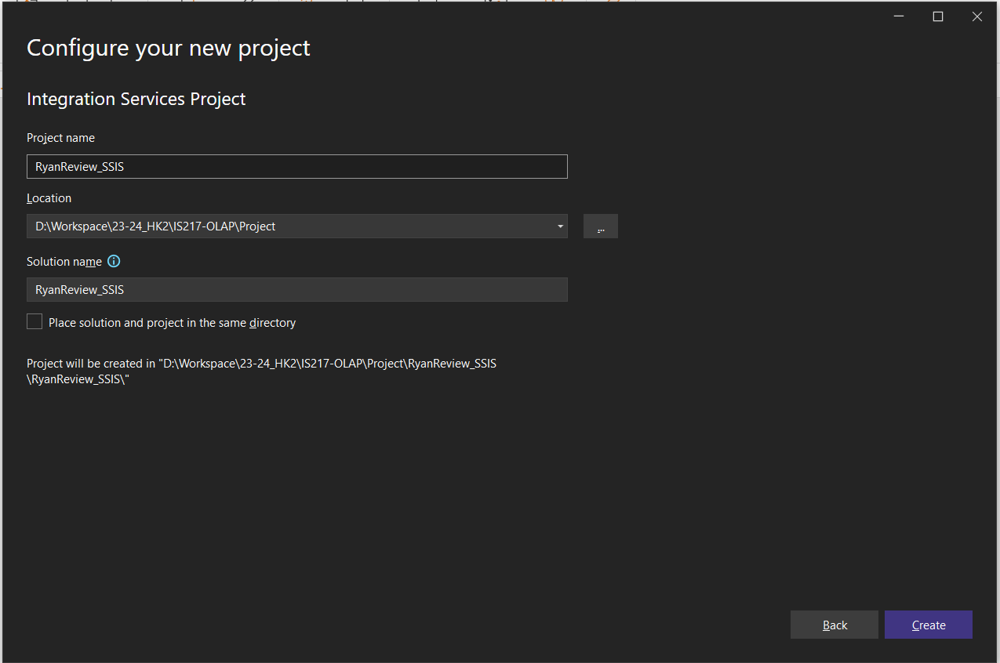 Configure your new project
Integration Services Project
Project name
RyanReview_SSIS
Location
D:\Workspace\23-24_HK2\IS217-OLAP\Project
...
Solution name
RyanReview_SSIS
Place solution and project in the same directory
Project will be created in "D:\Workspace\23-24_HK2\IS217-OLAP\Project\RyanReview_SSIS
\RyanReview_SSIS\"
Back
Create